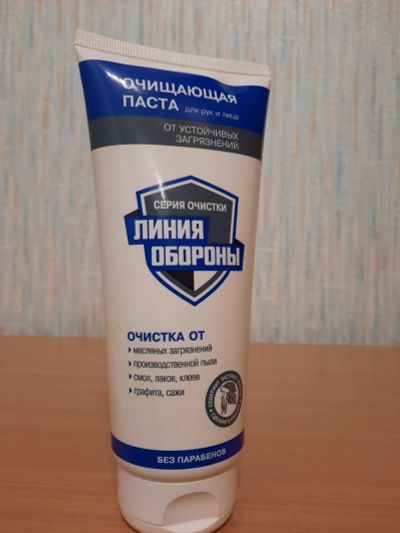 ОЧИЩАЮЩАЯ
ПАСТА для рук и лица
ОТ УСТОЙЧИВЫХ
ЗАГРЯЗНЕНИЙ
СЕРИЯ ОЧИСТКИ
ЛИНИЯ
ОБОРОНЫ
ОЧИСТКА ОТ
масляных загрязнений
производственной пыли
смол, лаков, клеев
графита, сажи
СОДЕРЖИТ
БЕЗ ПАРАБЕНОВ